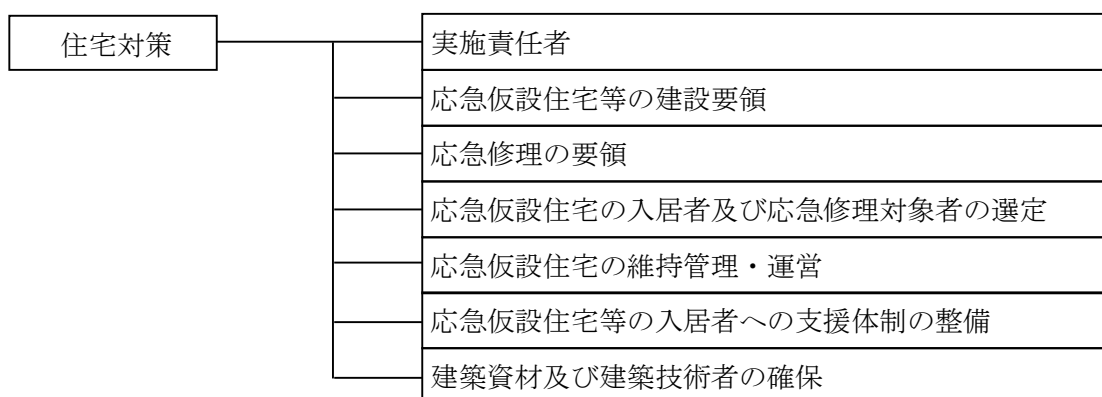 住宅対策
実施責任者
応急仮設住宅等の建設要領
応急修理の要領
応急仮設住宅の入居者及び応急修理対象者の選定
応急仮設住宅の維持管理・運営
応急仮設住宅等の入居者への支援体制の整備
建築資材及び建築技術者の確保